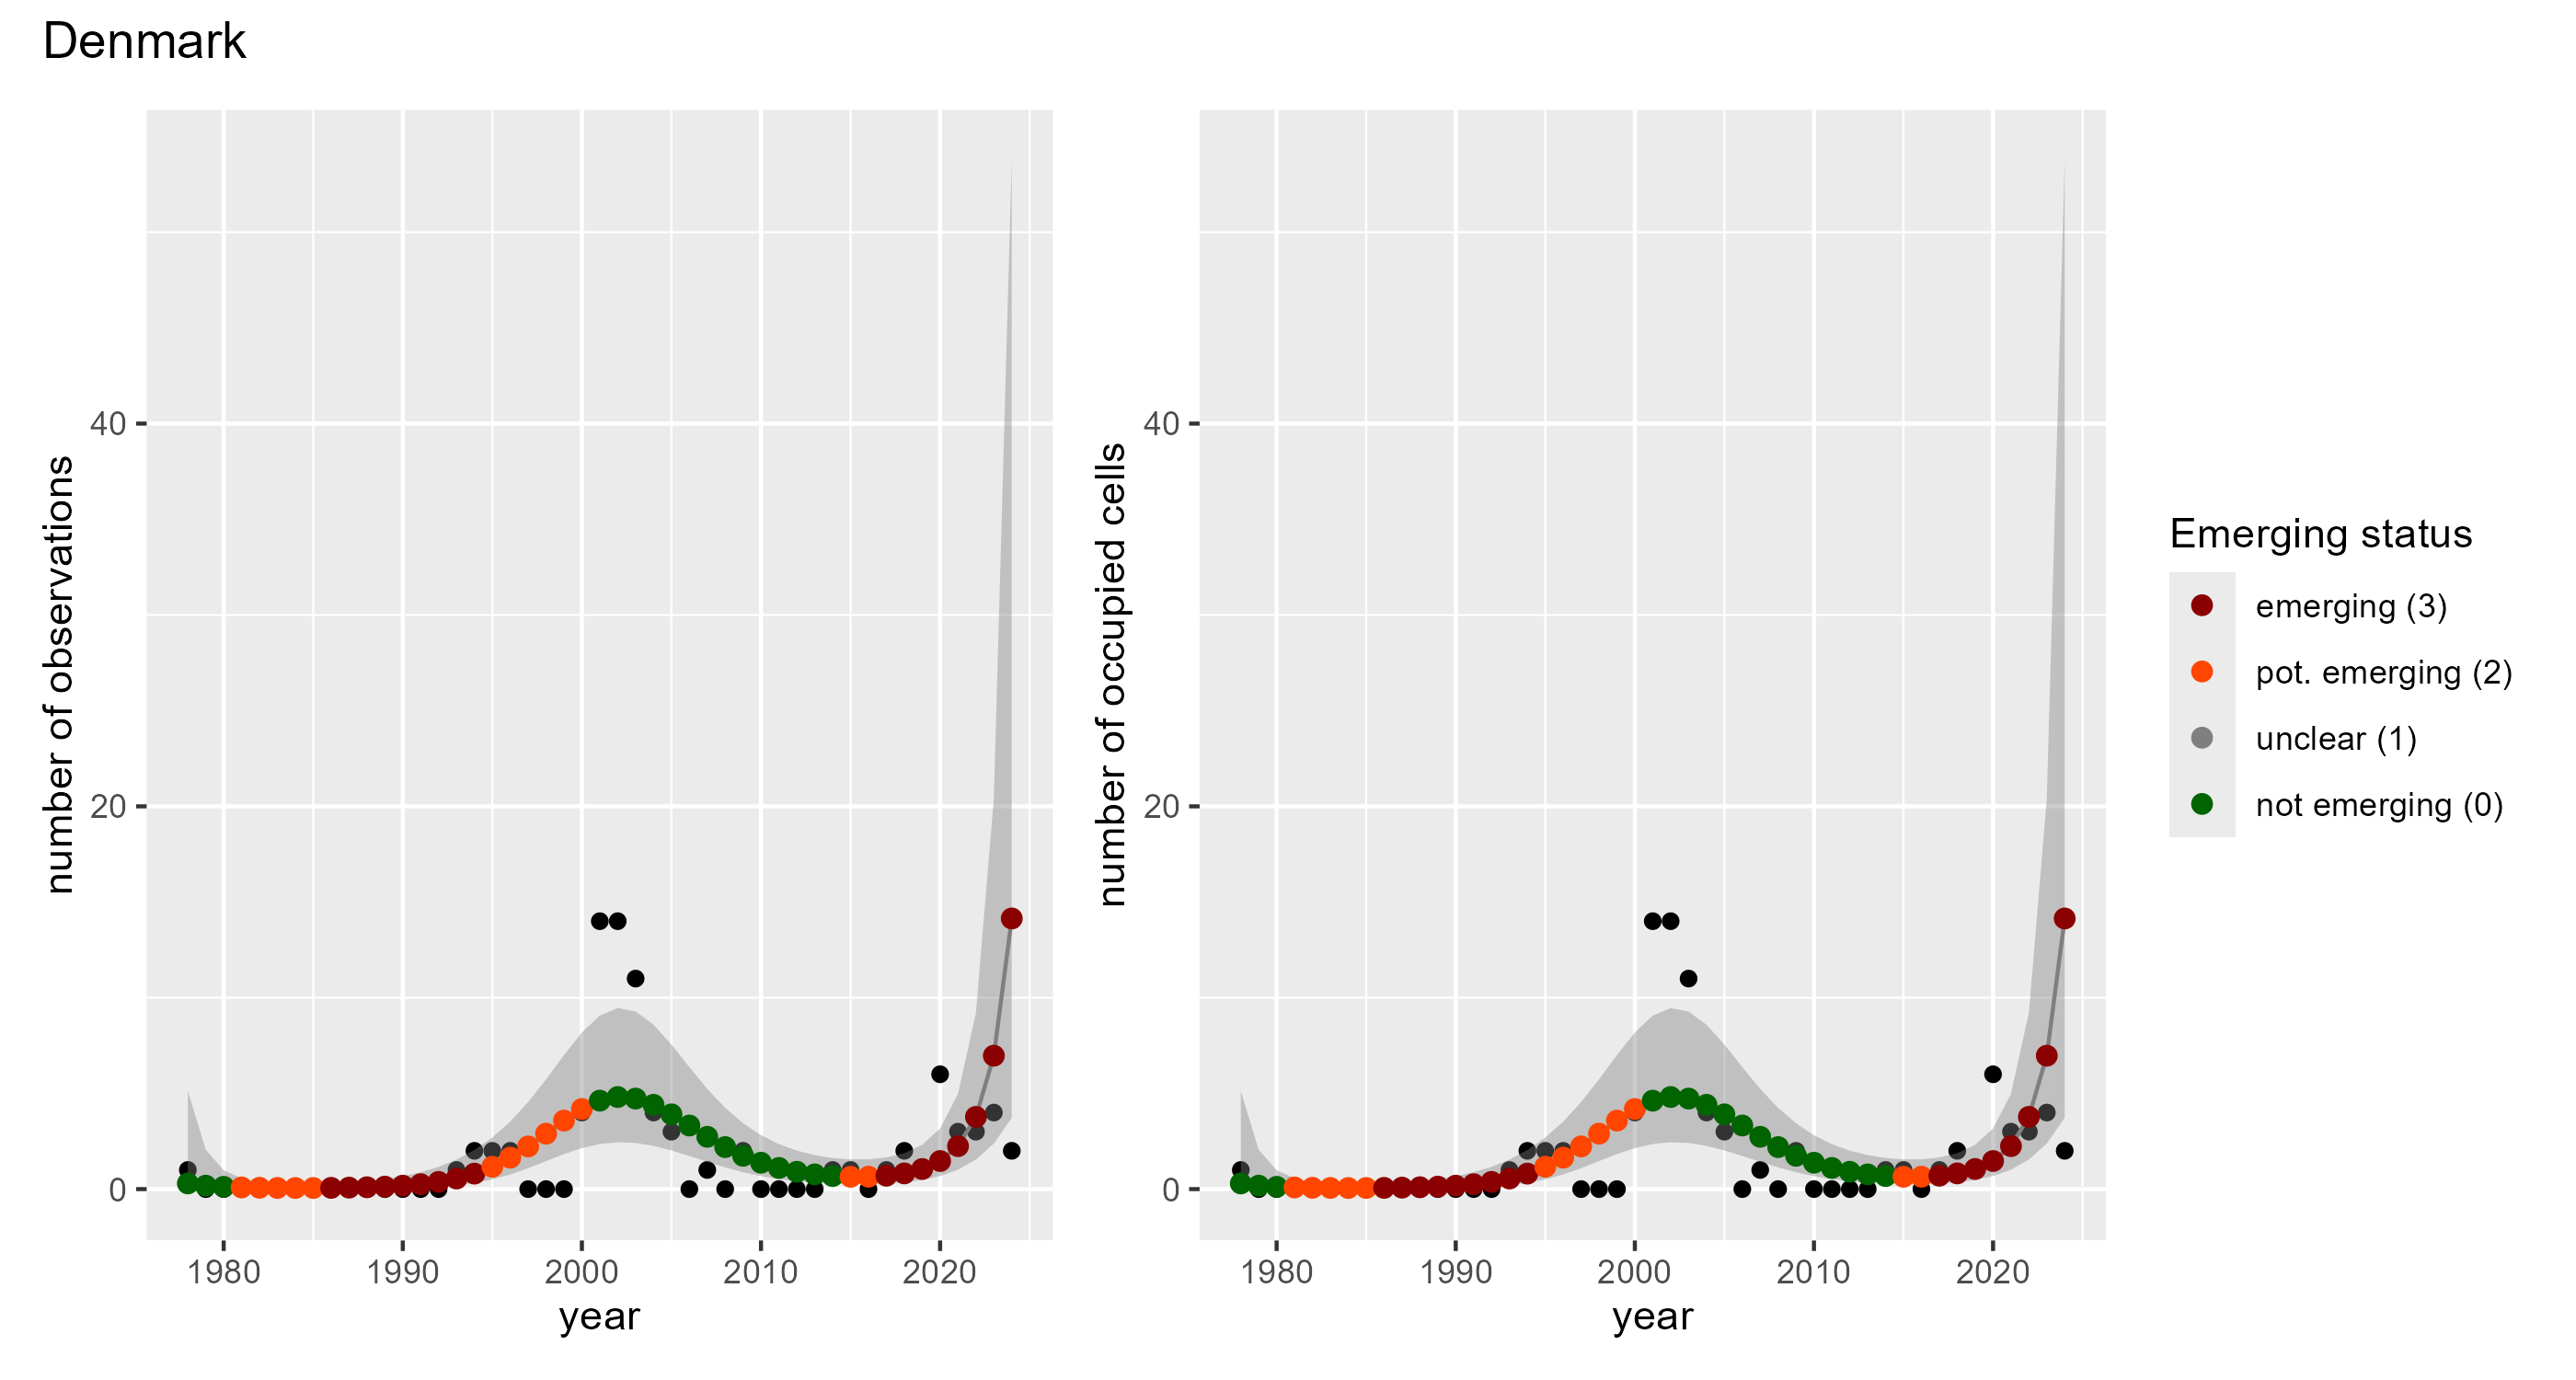 Denmark
number of observations
40
20
0
1980 1990 2000 2010 2020
year
number of occupied cells
40
20
0
1980 1990 2000 2010 2020
year
Emerging status
emerging (3)
pot. emerging (2)
unclear (1)
not emerging (0)